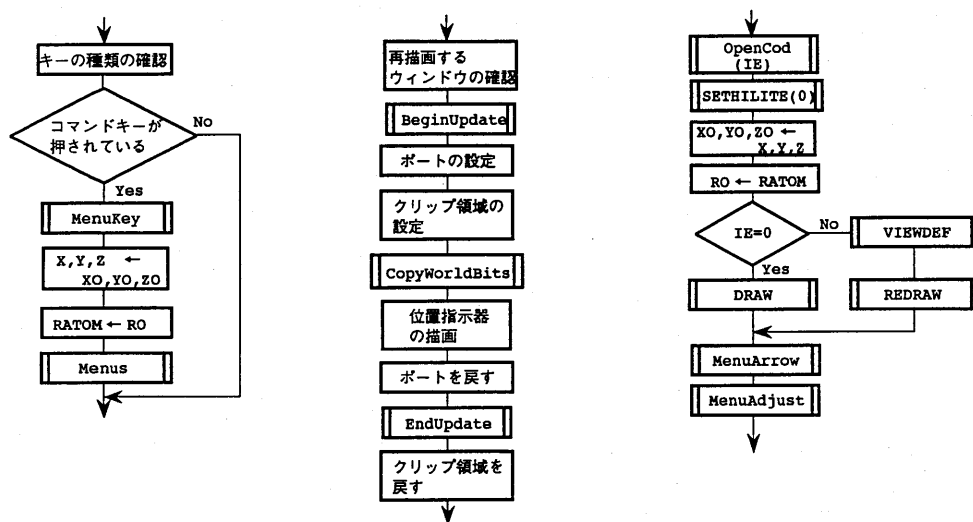 キーの種類の確認
コマンドキーが
押されている
No
Yes
MenuKey
X,Y,Z ←
XO,YO,ZO
RATOM ← RO
Menus
再描画する
ウィンドウの確認
BeginUpdate
ポートの設定
クリップ領域の
設定
CopyWorldBits
位置指示器
の描画
ポートを戻す
EndUpdate
クリップ領域を
戻す
OpenCod
(IE)
SETHILITE(0)
XO,YO,ZO ←
X,Y,Z
RO ← RATOM
IE=0
No
Yes
VIEWDEF
DRAW
REDRAW
MenuArrow
MenuAdjust